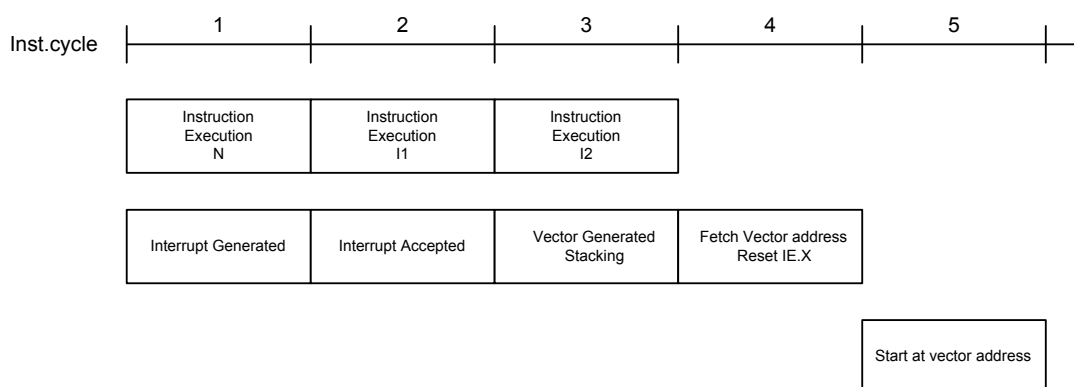 1 2 3 4 5
Inst.cycle
Instruction Instruction Instruction
Execution Execution Execution
N I1 I2
Interrupt Generated Interrupt Accepted Vector Generated Fetch Vector address
Stacking Reset IE.X
Start at vector address